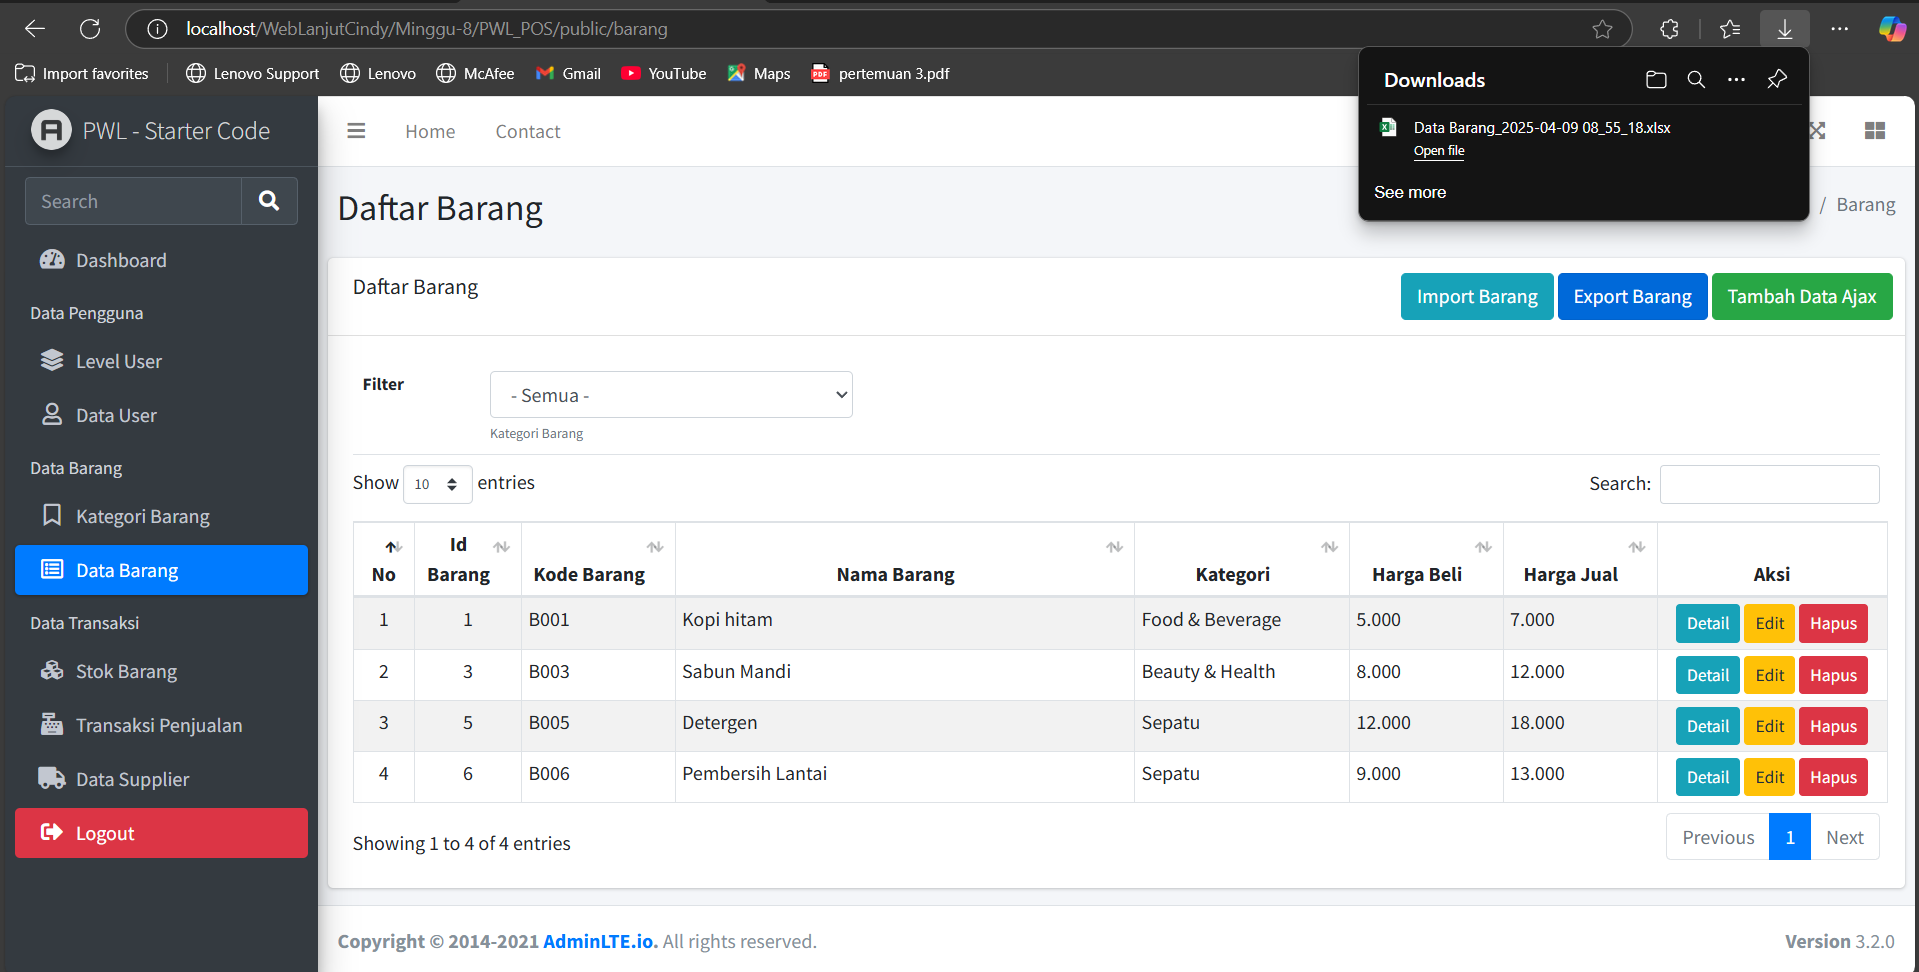 localhost/WebLanjutCindy/Minggu-8/PWL_POS/public/barang
Import favorites
Lenovo Support
Lenovo
McAfee
Gmail
YouTube
Maps
PDF
pertemuan 3.pdf
Downloads
Data Barang_2025-04-09 08_55_18.xlsx
Open file
See more
PWL - Starter Code
Search
Dashboard
Data Pengguna
Level User
Data User
Data Barang
Kategori Barang
Data Barang
Data Transaksi
Stok Barang
Transaksi Penjualan
Data Supplier
Logout
Home Contact
Daftar Barang
/ Barang
Daftar Barang
Import Barang Export Barang Tambah Data Ajax
Filter
- Semua -
Kategori Barang
Show 10 entries
Search:
No Id Barang Kode Barang Nama Barang Kategori Harga Beli Harga Jual Aksi
1 1 B001 Kopi hitam Food & Beverage 5.000 7.000 Detail Edit Hapus
2 3 B003 Sabun Mandi Beauty & Health 8.000 12.000 Detail Edit Hapus
3 5 B005 Detergen Sepatu 12.000 18.000 Detail Edit Hapus
4 6 B006 Pembersih Lantai Sepatu 9.000 13.000 Detail Edit Hapus
Showing 1 to 4 of 4 entries
Previous 1 Next
Copyright © 2014-2021 AdminLTE.io. All rights reserved.
Version 3.2.0